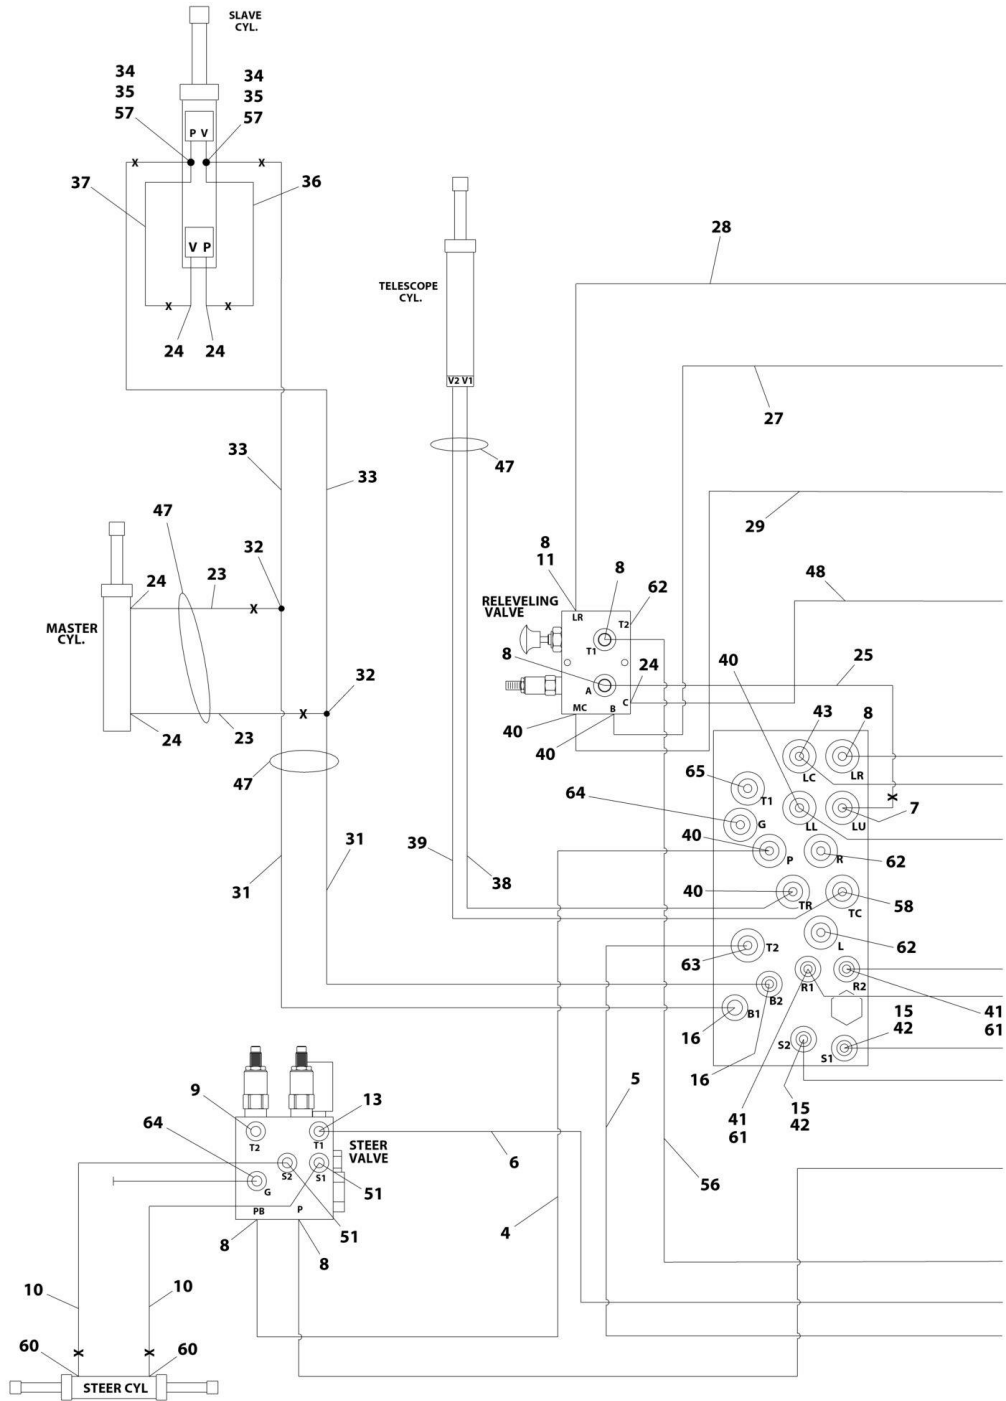 SLAVE
CYL.
34
35
57
34
35
57
P V
X
X
37
36
V P
X
X
24
24
28
TELESCOPE
CYL.
V2 V1
27
47
33
33
29
47
32
24
23
X
MASTER
CYL.
8
11
8
62
48
RELEVELING
VALVE
LR
T2
T1
8
24
40
25
A
C
MC
B
40
40
32
X
24
23
47
43
8
65
LC
LR
X
T1
64
G
LL
LU
7
40
P
R
62
39
38
31
31
40
TR
TC
58
T2
L
62
63
R1
R2
B2
B1
16
16
15
42
41
61
S2
S1
5
41
61
15
42
9
13
64
T2
T1
STEER
VALVE
6
S2
S1
51
56
G
PB
P
51
4
8
8
10
10
60
X
X
60
STEER CYL